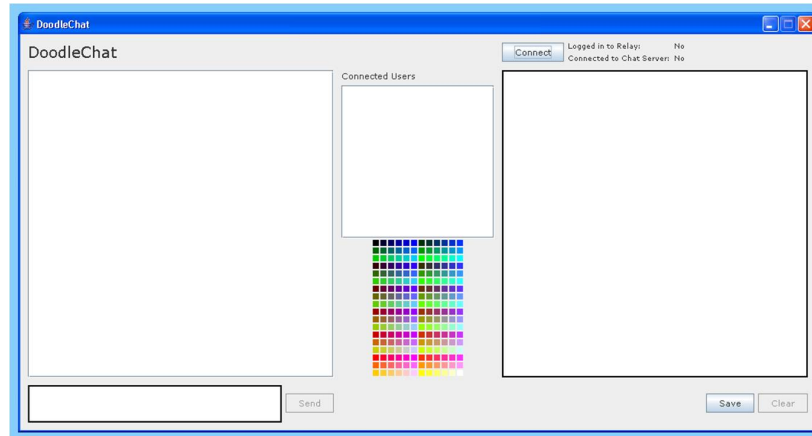 DoodleChat
DoodleChat
Connect
Logged in to Relay: No
Connected to Chat Server: No
Connected Users
Send
Save
Clear